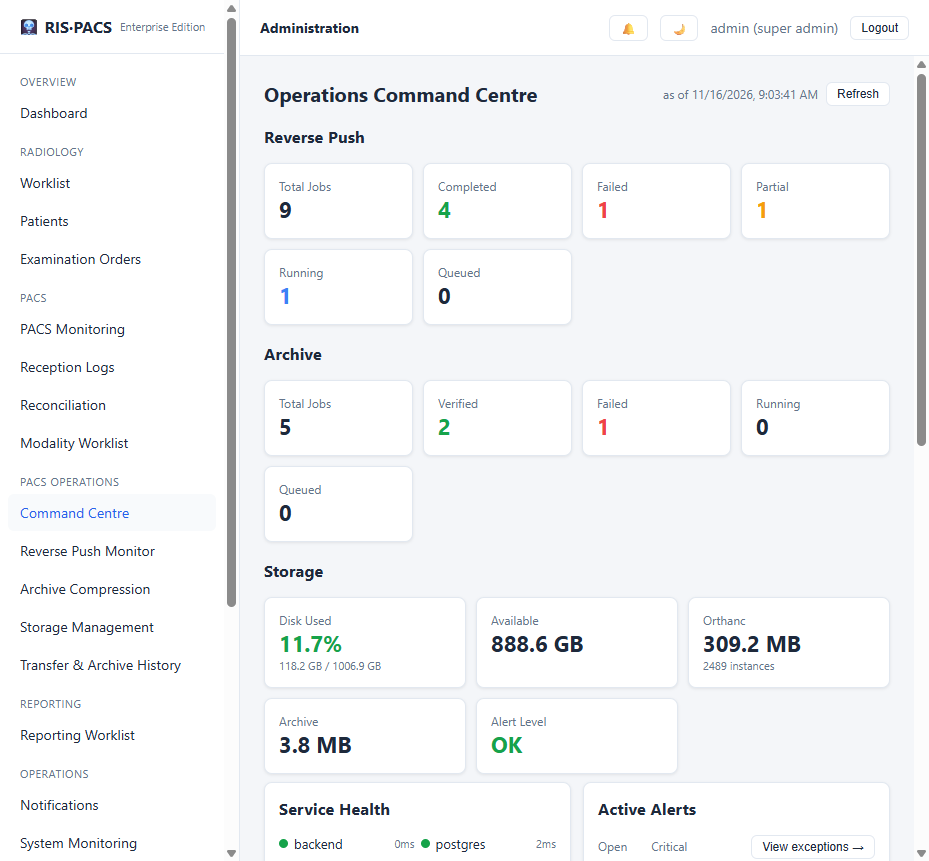 RIS·PACS Enterprise Edition
OVERVIEW
Dashboard
RADIOLOGY
Worklist
Patients
Examination Orders
PACS
PACS Monitoring
Reception Logs
Reconciliation
Modality Worklist
PACS OPERATIONS
Command Centre
Reverse Push Monitor
Archive Compression
Storage Management
Transfer & Archive History
REPORTING
Reporting Worklist
OPERATIONS
Notifications
System Monitoring
Administration
admin (super admin) Logout
Operations Command Centre
as of 11/16/2026, 9:03:41 AM Refresh
Reverse Push
Total Jobs
9
Completed
4
Failed
1
Partial
1
Running
1
Queued
0
Archive
Total Jobs
5
Verified
2
Failed
1
Running
0
Queued
0
Storage
Disk Used
11.7%
118.2 GB / 1006.9 GB
Available
888.6 GB
Orthanc
309.2 MB
2489 instances
Archive
3.8 MB
Alert Level
OK
Service Health
backend 0ms postgres 2ms
Active Alerts
Open Critical View exceptions →